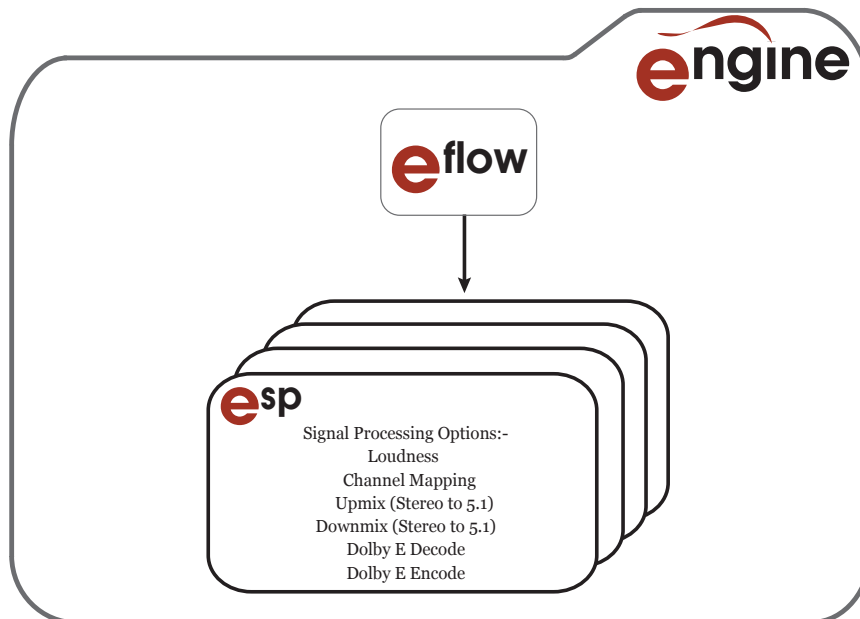 engine
eflow
esp
Signal Processing Options:-
Loudness
Channel Mapping
Upmix (Stereo to 5.1)
Downmix (Stereo to 5.1)
Dolby E Decode
Dolby E Encode